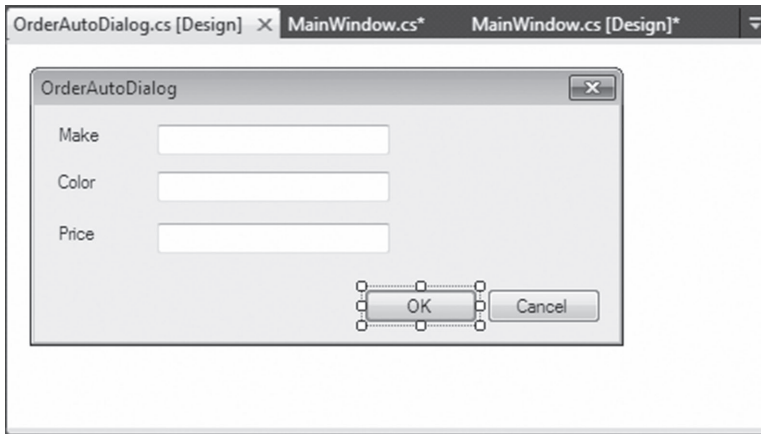 OrderAutoDialog.cs [Design] MainWindow.cs* MainWindow.cs [Design]*
OrderAutoDialog
Make
Color
Price
OK Cancel